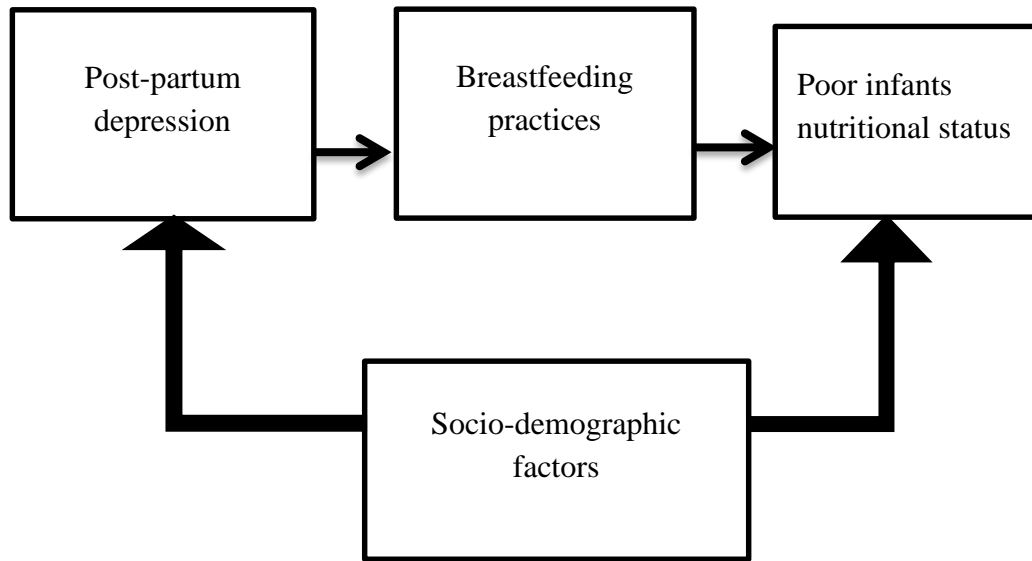 Post-partum
depression
Breastfeeding
practices
Poor infants
nutritional status
Socio-demographic
factors